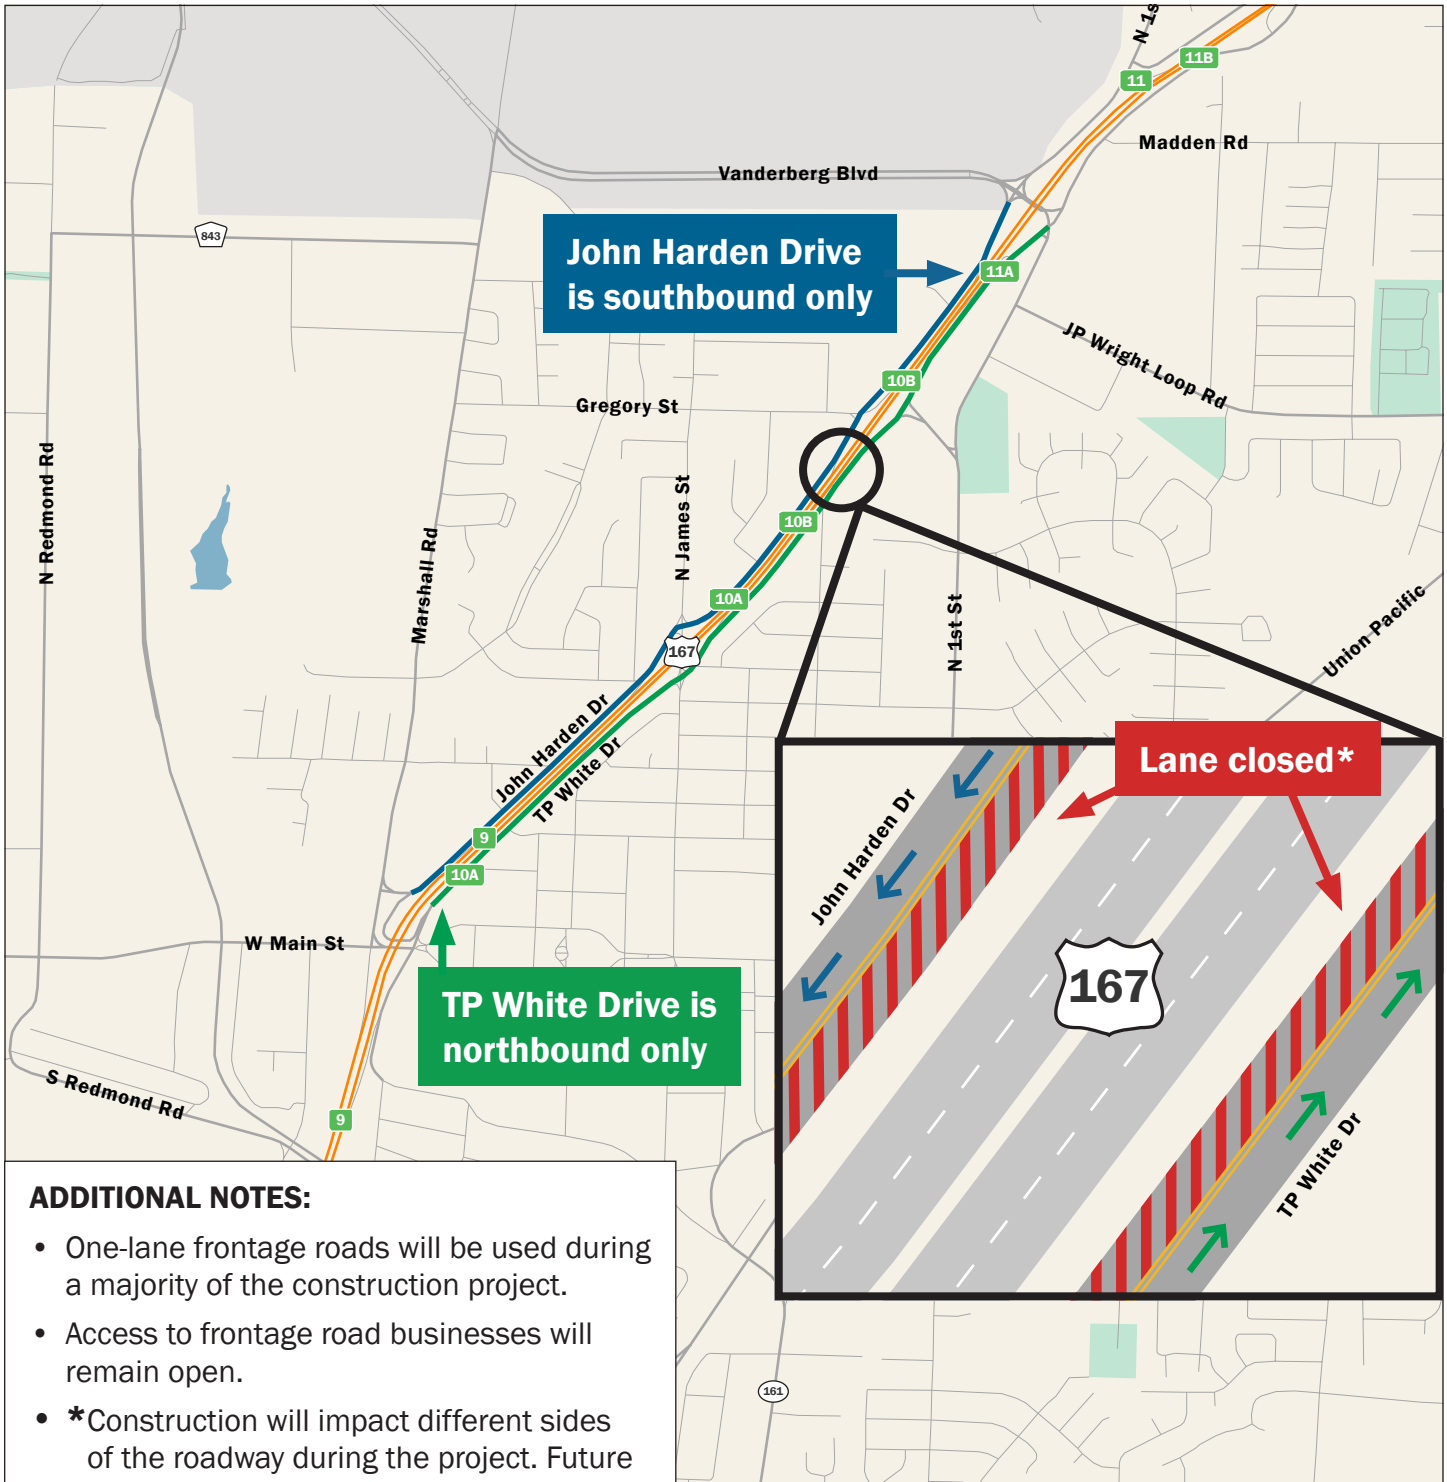 N 1s
11B
11
Madden Rd
Vanderberg Blvd
843
John Harden Drive
is southbound only
11A
JP Wright Loop Rd
10B
Gregory St
N Redmond Rd
Marshall Rd
N James St
10B
10A
N 1st St
Union Pacific
167
John Harden Dr
TP White Dr
9
10A
W Main St
TP White Drive is
northbound only
S Redmond Rd
9
Lane closed*
John Harden Dr
167
TP White Dr
161
ADDITIONAL NOTES:
• One-lane frontage roads will be used during
a majority of the construction project.
• Access to frontage road businesses will
remain open.
• *Construction will impact different sides
of the roadway during the project. Future